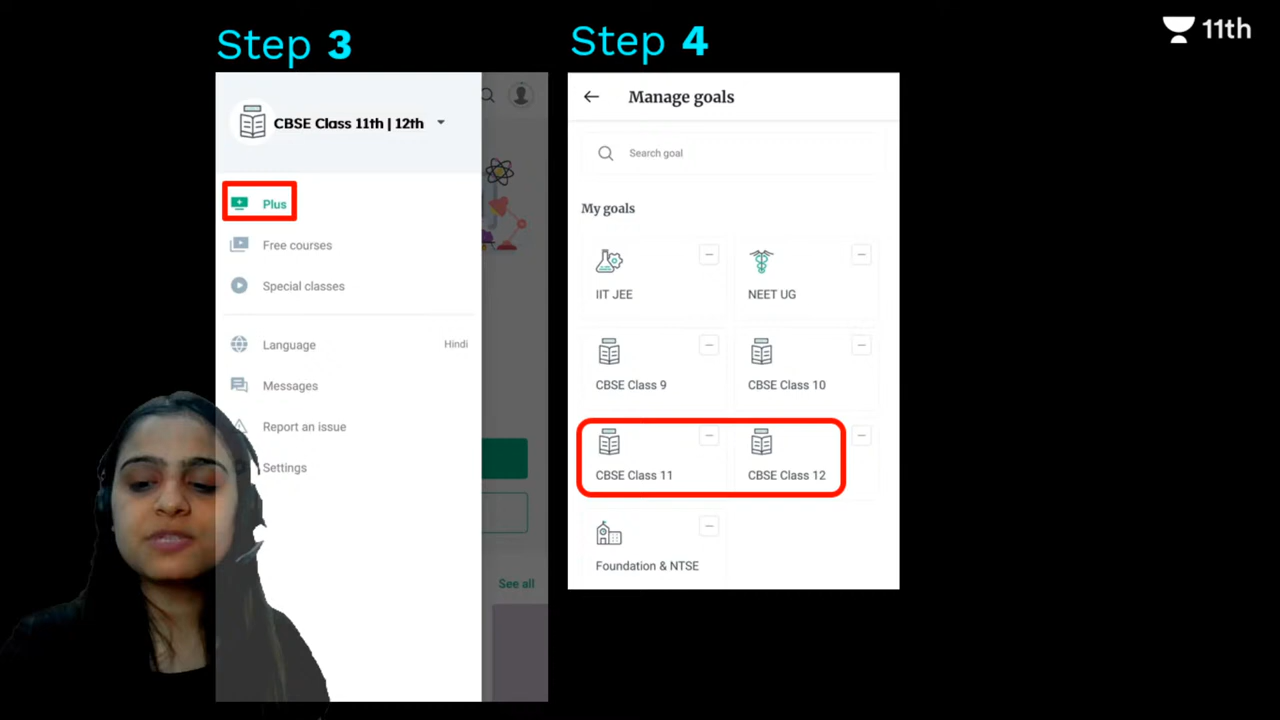 Step 3
Step 4
11th
CBSE Class 11th | 12th
Plus
Free courses
Special classes
Language
Hindi
Messages
Report an issue
Settings
See all
Manage goals
Search goal
My goals
IIT JEE
NEET UG
CBSE Class 9
CBSE Class 10
CBSE Class 11
CBSE Class 12
Foundation & NTSE